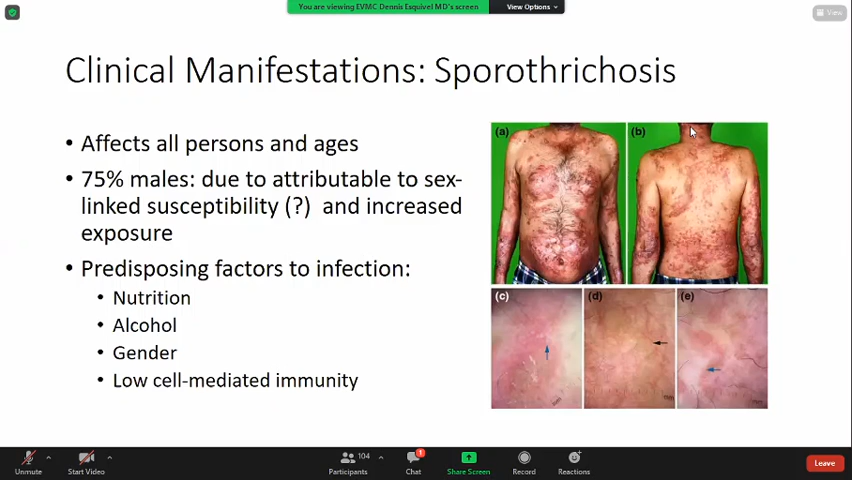 You are viewing EVMC Dennis Esquivel MD's screen
View Options
View
Clinical Manifestations: Sporothrichosis
• Affects all persons and ages
• 75% males: due to attributable to sex-
linked susceptibility (?) and increased
exposure
• Predisposing factors to infection:
• Nutrition
• Alcohol
• Gender
• Low cell-mediated immunity
(a)
(b)
(c)
(d)
(e)
Unmute
Start Video
104
Participants
1
Chat
Share Screen
Record
Reactions
Leave